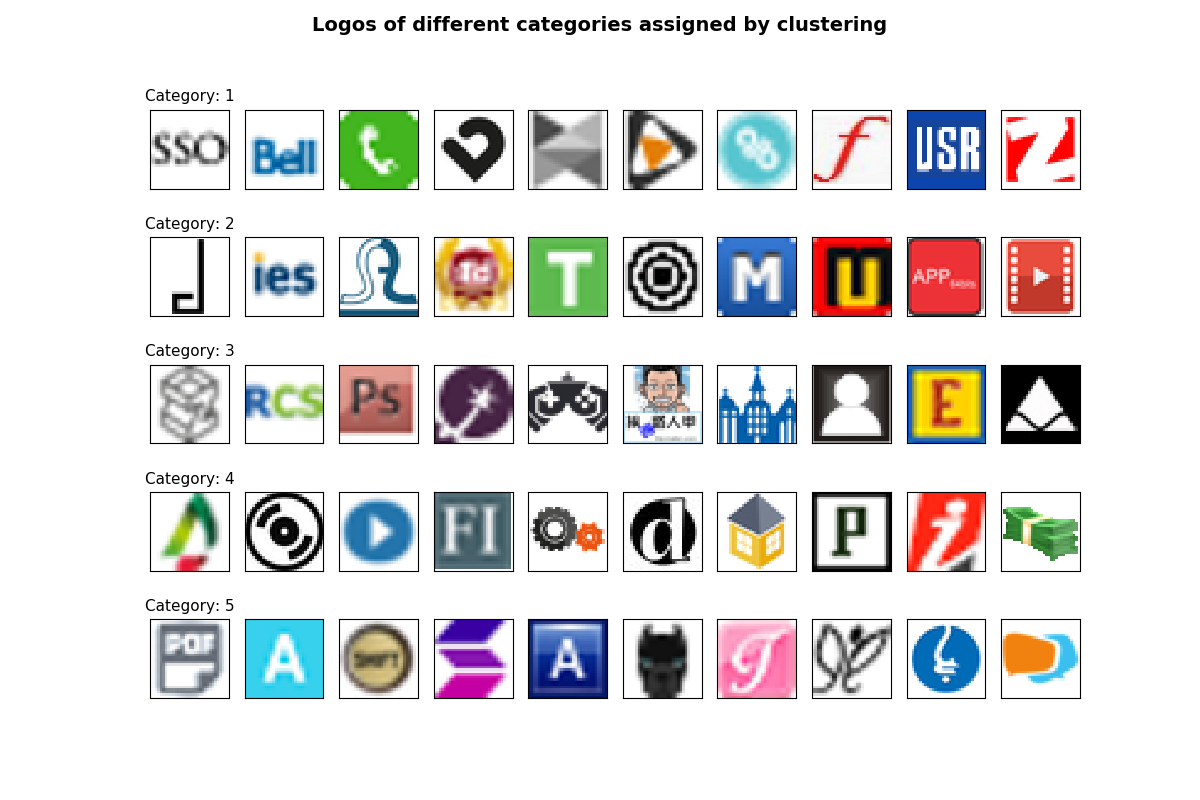 Logos of different categories assigned by clustering
Category: 1
SSO
Bell
f
USR
Z
Category: 2
ies
Td
T
M
U
APP
Category: 3
RCS
Ps
E
Category: 4
FI
d
P
i
Category: 5
PDF
A
SHIFT
A
T